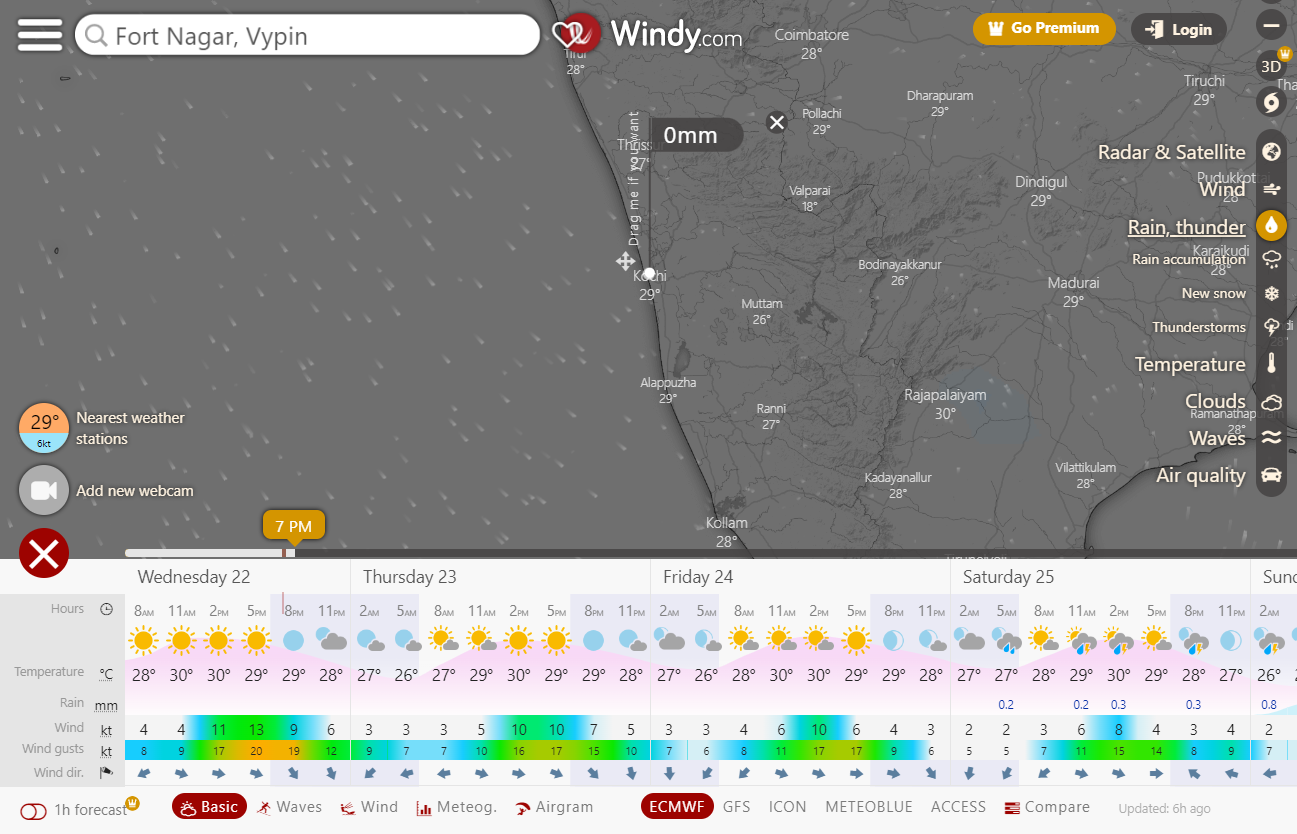 Fort Nagar, Vypin
Windy.com
Go Premium
Login
3D
Coimbatore
28°
Tirur
28°
Tiruchi
29°
Dharapuram
29°
Pollachi
29°
0mm
Drag me if you want
Thrissur
27°
Valparai
18°
Dindigul
29°
Radar & Satellite
Pudukkottai
28°
Wind
Rain, thunder
Karaikudi
28°
Rain accumulation
New snow
Thunderstorms
Temperature
Clouds
Ramanathap
28°
Waves
Air quality
Kochi
29°
Bodinayakkanur
26°
Madurai
29°
Muttam
26°
Alappuzha
29°
Ranni
27°
Rajapalaiyam
30°
Kadayanallur
28°
Vilattikulam
28°
Kollam
28°
29°
6kt
Nearest weather
stations
Add new webcam
7 PM
Wednesday 22 Thursday 23 Friday 24 Saturday 25 Sun
Hours 8AM 11AM 2PM 5PM 8PM 11PM 2AM 5AM 8AM 11AM 2PM 5PM 8PM 11PM 2AM 5AM 8AM 11AM 2PM 5PM 8PM 11PM 2AM 5AM 8AM 11AM 2PM 5PM 8PM 11PM 2AM
Temperature °C 28° 30° 30° 29° 29° 28° 27° 26° 27° 29° 30° 29° 29° 28° 27° 26° 28° 30° 30° 29° 29° 28° 27° 27° 28° 29° 30° 29° 28° 27° 26°
Rain mm 0.2 0.2 0.3 0.3 0.8
Wind kt 4 4 11 13 9 6 3 3 3 5 10 10 7 5 3 3 4 6 10 6 4 3 2 2 3 6 8 4 3 4 2
Wind gusts kt 8 9 17 20 19 12 9 7 7 10 16 17 15 10 7 6 8 11 17 17 9 6 5 5 7 11 15 14 8 9 7
Wind dir.
1h forecast
Basic Waves Wind Meteog. Airgram ECMWF GFS ICON METEOBLUE ACCESS Compare Updated: 6h ago